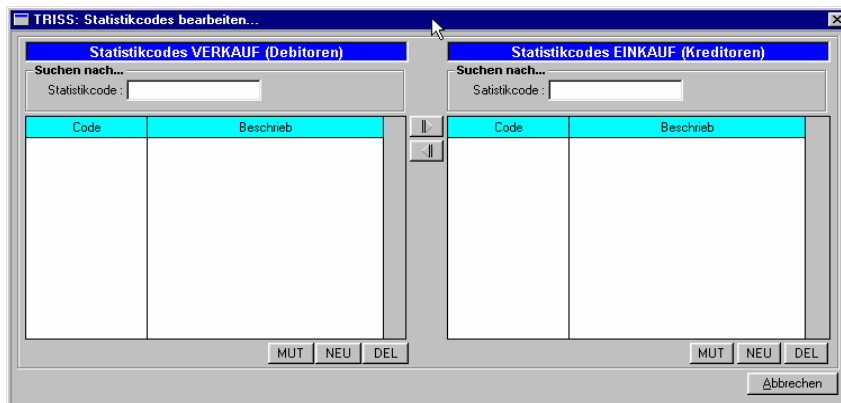 TRISS: Statistikcodes bearbeiten...
Statistikcodes VERKAUF (Debitoren)
Suchen nach...
Statistikcode :
Code Beschrieb
MUT NEU DEL
Statistikcodes EINKAUF (Kreditoren)
Suchen nach...
Satistikcode :
Code Beschrieb
MUT NEU DEL
Abbrechen